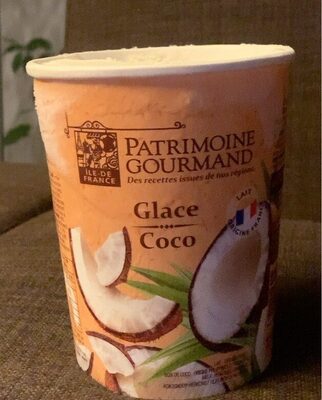 ÎLE-DE-
FRANCE
PATRIMOINE
GOURMAND
Des recettes issues de nos régions
Glace
Coco
LAIT
ORIGINE FRANCE